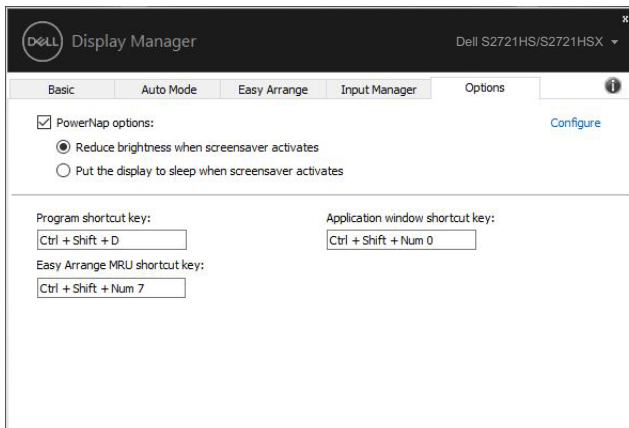 x
DELL Display Manager
Dell S2721HS/S2721HSX
Basic Auto Mode Easy Arrange Input Manager Options i
PowerNap options: Configure
Reduce brightness when screensaver activates
Put the display to sleep when screensaver activates
Program shortcut key: Application window shortcut key:
Ctrl + Shift + D Ctrl + Shift + Num 0
Easy Arrange MRU shortcut key:
Ctrl + Shift + Num 7